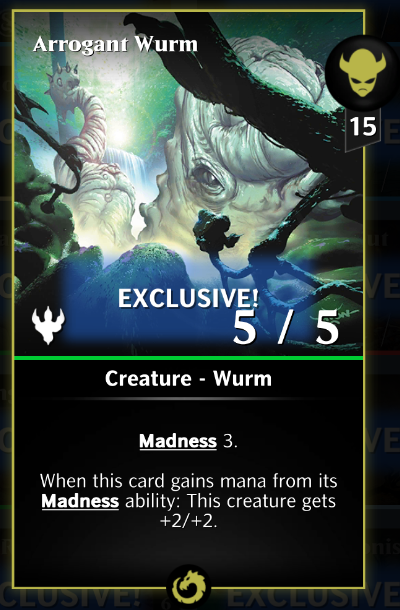 Arrogant Wurm
15
EXCLUSIVE!
5 / 5
Creature - Wurm
Madness 3.
When this card gains mana from its
Madness ability: This creature gets
+2/+2.